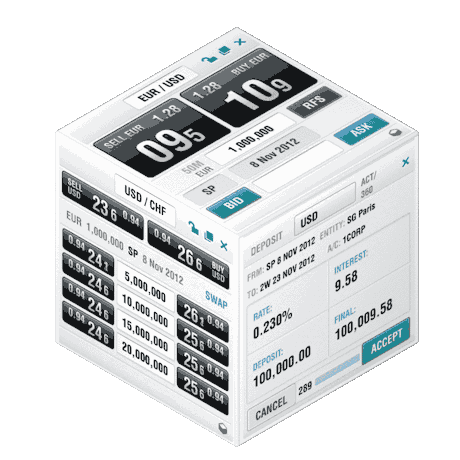 EUR / USD
SELL EUR 1.28
09 5
1.28 BUY EUR
10 9
50M
EUR
1,000,000
RFS
SP
8 Nov 2012
BID
ASK
USD / CHF
SELL
USD
23 6 0.94
0.94 26 6
BUY
USD
EUR 1,000,000 SP 8 Nov 2012
SWAP
0.94 24 2
5,000,000
26 1 0.94
0.94 24 6
10,000,000
25 6 0.94
0.94 24 6
15,000,000
25 6 0.94
0.94 24 6
20,000,000
25 6 0.94
DEPOSIT
USD
ACT/
360
FRM: SP 8 NOV 2012
ENTITY: SG Paris
TO: 2W 23 NOV 2012
A/C: 1CORP
RATE:
0.230%
INTEREST:
9.58
DEPOSIT:
100,000.00
FINAL:
100,009.58
CANCEL
289
ACCEPT